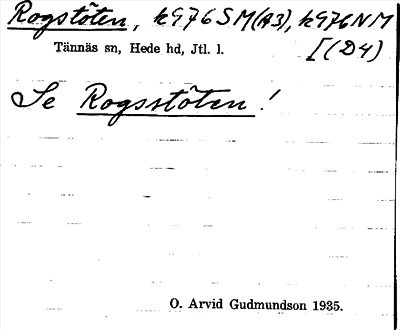 Rogstöten, k976SM(A3), k976NM
[(D4)
Tännäs sn, Hede hd, Jtl. l.
Se Rogsstöten!
O. Arvid Gudmundson 1935.